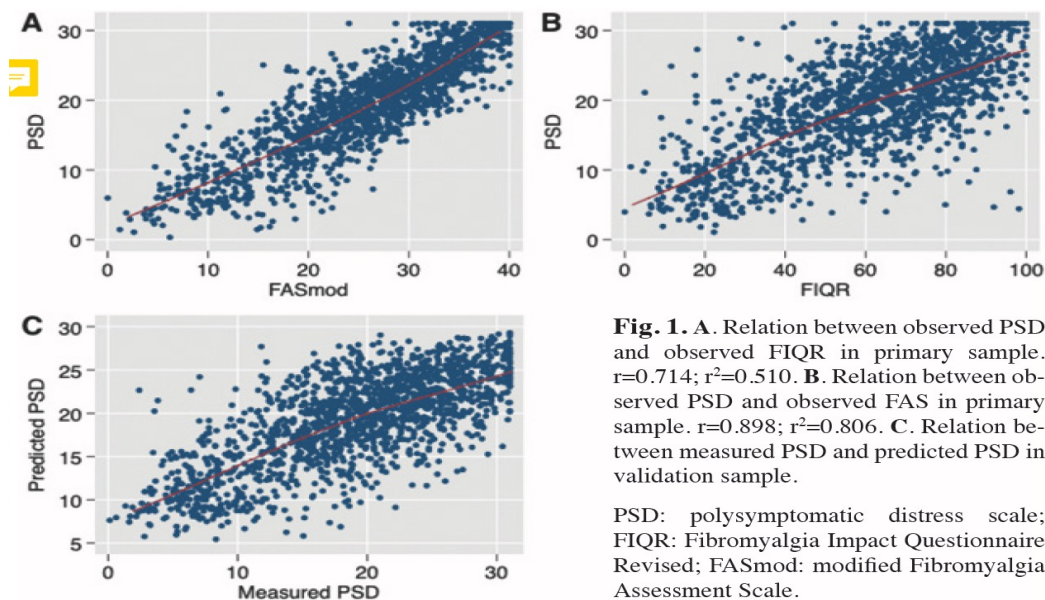 A
30
20
10
0
PSD
0
10
20
30
40
FASmod
B
30
20
10
0
PSD
0
20
40
60
80
100
FIQR
C
30
25
20
15
10
5
Predicted PSD
0
10
20
30
Measured PSD
Fig. 1. A. Relation between observed PSD
and observed FIQR in primary sample.
r=0.714; r²=0.510. B. Relation between ob-
served PSD and observed FAS in primary
sample. r=0.898; r²=0.806. C. Relation be-
tween measured PSD and predicted PSD in
validation sample.
PSD: polysymptomatic distress scale;
FIQR: Fibromyalgia Impact Questionnaire
Revised; FASmod: modified Fibromyalgia
Assessment Scale.